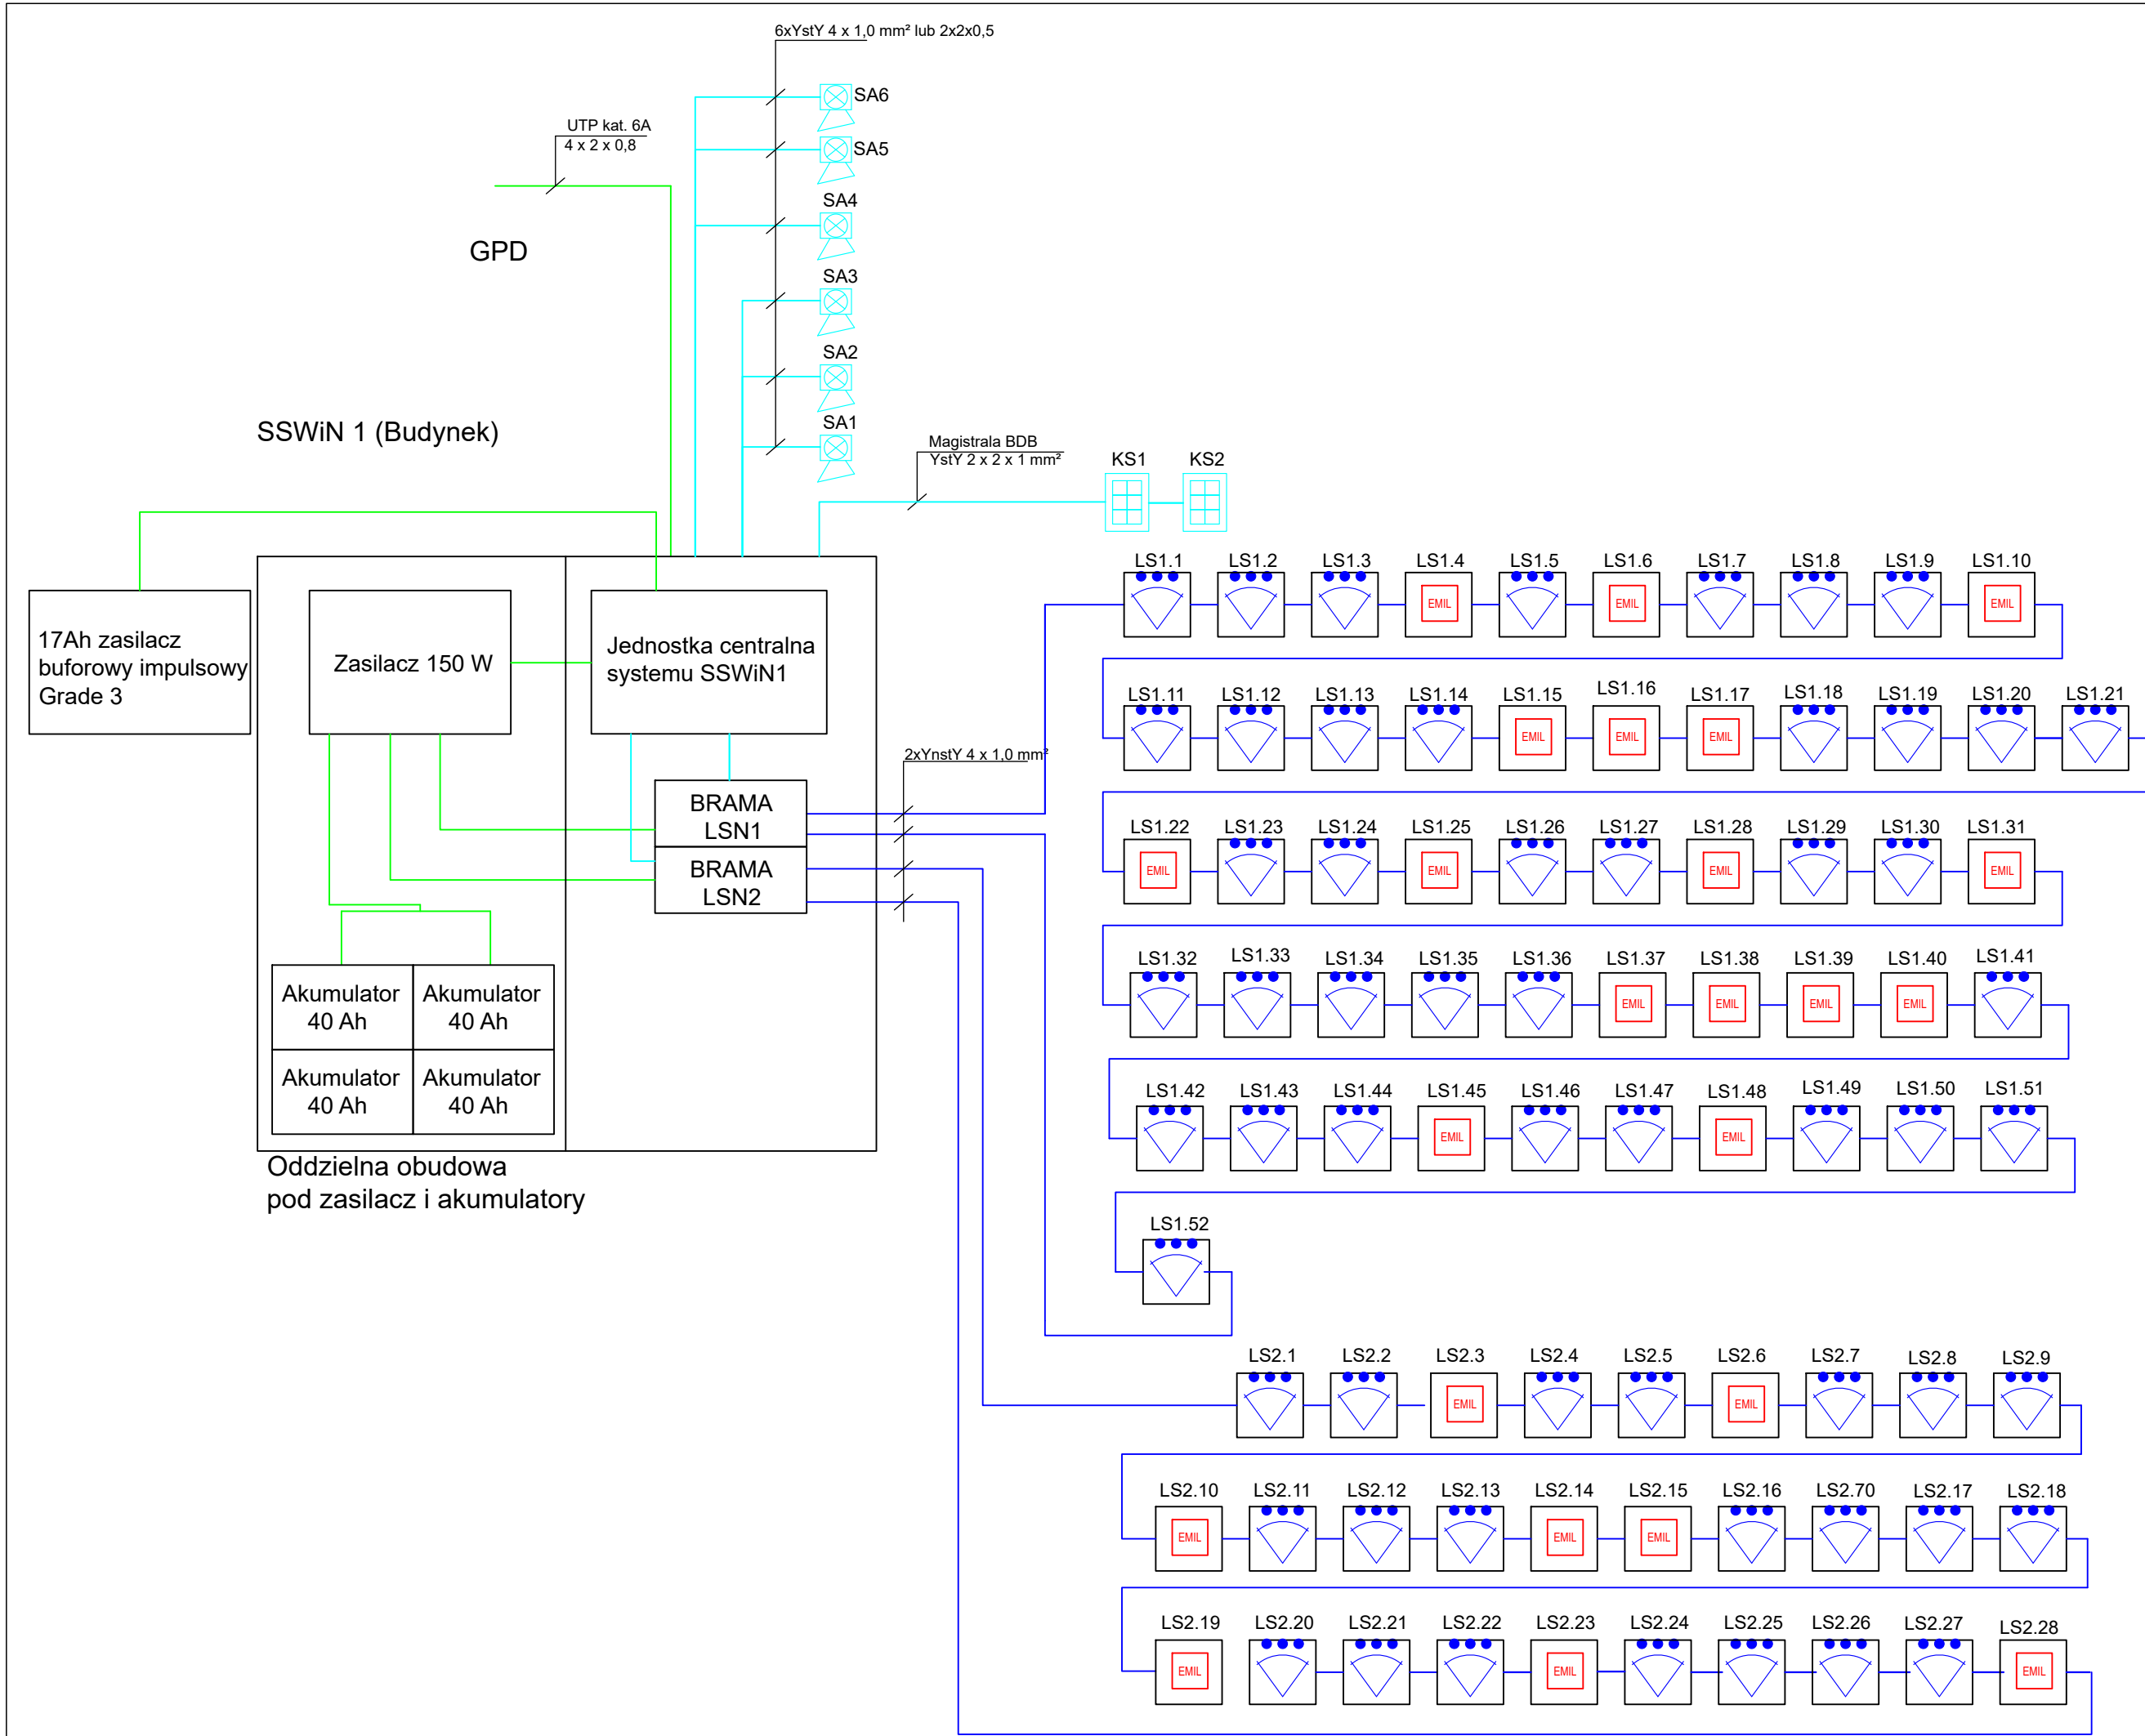 6xYstY 4 x 1,0 mm² lub 2x2x0,5
SA6
UTP kat. 6A
4 x 2 x 0,8
SA5
SA4
GPD
SA3
SA2
SA1
SSWiN 1 (Budynek)
Magistrala BDB
YstY 2 x 2 x 1 mm²
KS1 KS2
17Ah zasilacz
buforowy impulsowy
Grade 3
Zasilacz 150 W
Jednostka centralna
systemu SSWiN1
2xYnstY 4 x 1,0 mm²
BRAMA
LSN1
BRAMA
LSN2
Akumulator
40 Ah
Akumulator
40 Ah
Akumulator
40 Ah
Akumulator
40 Ah
Oddzielna obudowa
pod zasilacz i akumulatory
LS1.1 LS1.2 LS1.3 LS1.4 LS1.5 LS1.6 LS1.7 LS1.8 LS1.9 LS1.10
EMIL EMIL EMIL
LS1.11 LS1.12 LS1.13 LS1.14 LS1.15 LS1.16 LS1.17 LS1.18 LS1.19 LS1.20 LS1.21
EMIL EMIL EMIL
LS1.22 LS1.23 LS1.24 LS1.25 LS1.26 LS1.27 LS1.28 LS1.29 LS1.30 LS1.31
EMIL EMIL EMIL EMIL
LS1.32 LS1.33 LS1.34 LS1.35 LS1.36 LS1.37 LS1.38 LS1.39 LS1.40 LS1.41
EMIL EMIL EMIL EMIL
LS1.42 LS1.43 LS1.44 LS1.45 LS1.46 LS1.47 LS1.48 LS1.49 LS1.50 LS1.51
EMIL EMIL
LS1.52
LS2.1 LS2.2 LS2.3 LS2.4 LS2.5 LS2.6 LS2.7 LS2.8 LS2.9
EMIL EMIL
LS2.10 LS2.11 LS2.12 LS2.13 LS2.14 LS2.15 LS2.16 LS2.70 LS2.17 LS2.18
EMIL EMIL EMIL
LS2.19 LS2.20 LS2.21 LS2.22 LS2.23 LS2.24 LS2.25 LS2.26 LS2.27 LS2.28
EMIL EMIL EMIL